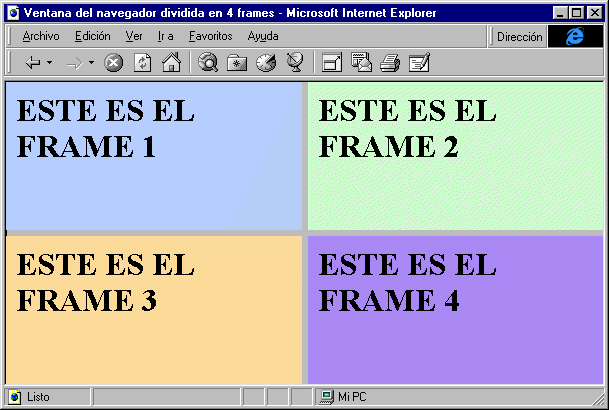 Ventana del navegador dividida en 4 frames - Microsoft Internet Explorer
Archivo Edición Ver Ir a Favoritos Ayuda Dirección
ESTE ES EL
FRAME 1
ESTE ES EL
FRAME 2
ESTE ES EL
FRAME 3
ESTE ES EL
FRAME 4
Listo Mi PC